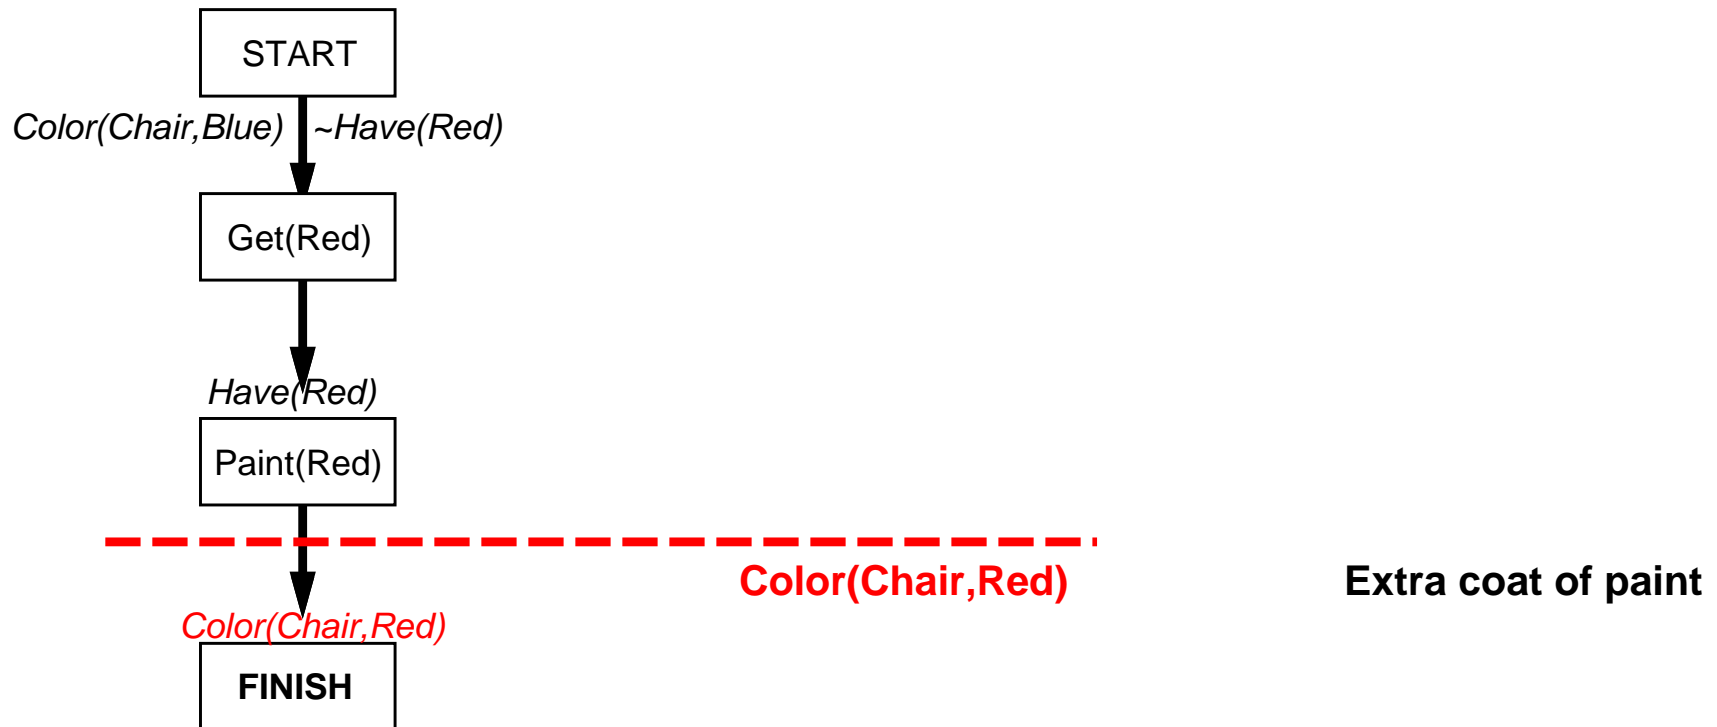 START
Color(Chair,Blue) ~Have(Red)
Get(Red)
Have(Red)
Paint(Red)
Color(Chair,Red) Extra coat of paint
Color(Chair,Red)
FINISH